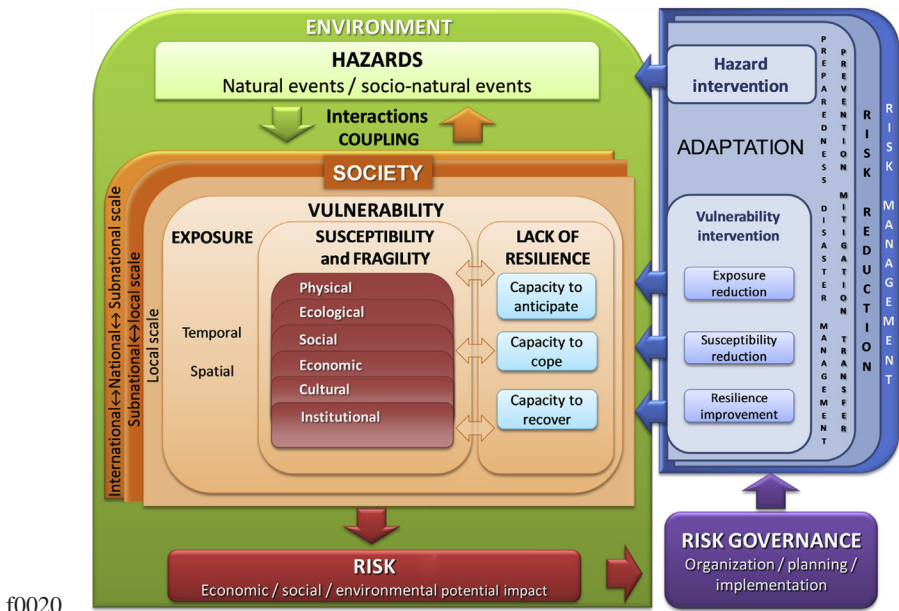 ENVIRONMENT
HAZARDS
Natural events / socio-natural events
Interactions
COUPLING
SOCIETY
International↔National↔Subnational scale
Subnational↔local scale
Local scale
VULNERABILITY
EXPOSURE
Temporal
Spatial
SUSCEPTIBILITY
and FRAGILITY
Physical
Ecological
Social
Economic
Cultural
Institutional
LACK OF
RESILIENCE
Capacity to
anticipate
Capacity to
cope
Capacity to
recover
RISK
Economic / social / environmental potential impact
Hazard
intervention
ADAPTATION
Vulnerability
intervention
Exposure
reduction
Susceptibility
reduction
Resilience
improvement
PREPAREDNESS DISASTER MANAGEMENT
PREVENTION MITIGATION TRANSFER
RISK REDUCTION
RISK MANAGEMENT
RISK GOVERNANCE
Organization / planning /
implementation
f0020